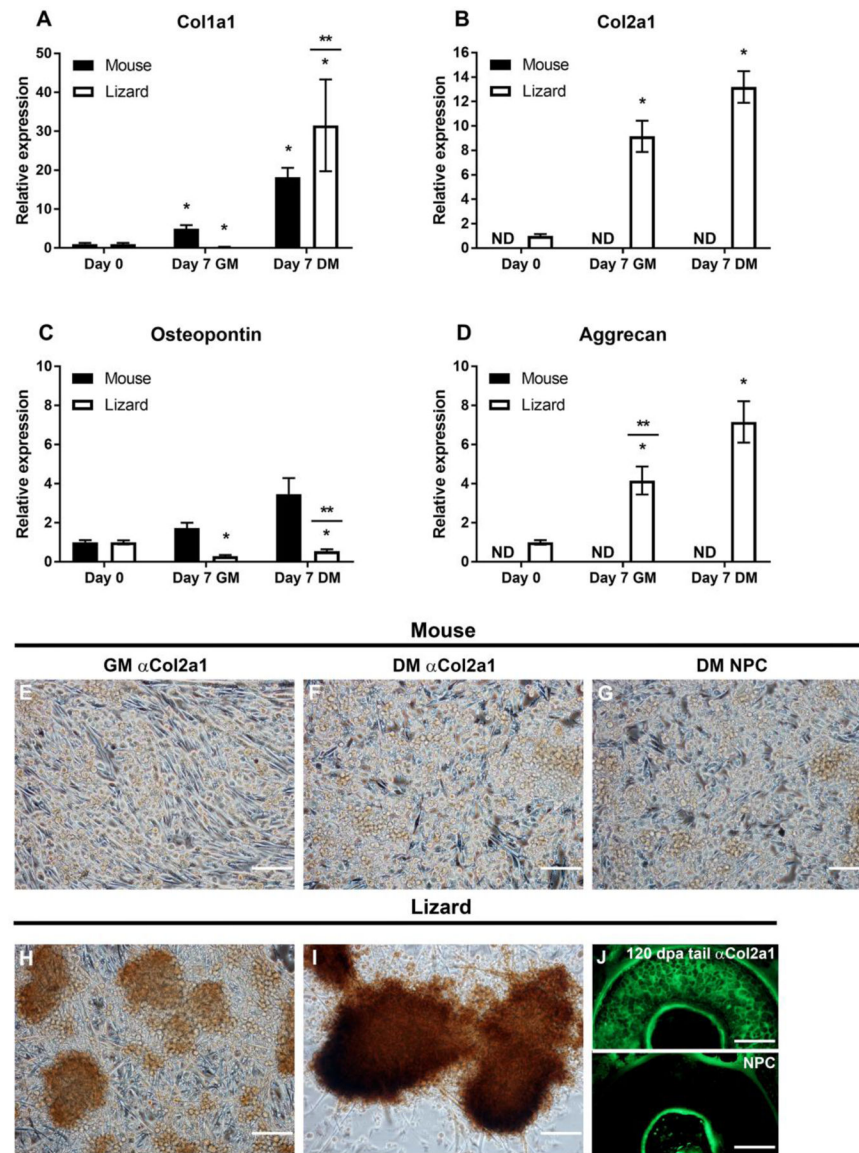 A
Col1a1
Relative expression
50
40
30
20
10
0
Mouse
Lizard
*
*
*
**
*
Day 0
Day 7 GM
Day 7 DM
B
Col2a1
Relative expression
16
14
12
10
8
6
4
2
0
Mouse
Lizard
ND
ND
*
ND
*
Day 0
Day 7 GM
Day 7 DM
C
Osteopontin
Relative expression
10
8
6
4
2
0
Mouse
Lizard
*
**
*
Day 0
Day 7 GM
Day 7 DM
D
Aggrecan
Relative expression
10
8
6
4
2
0
Mouse
Lizard
ND
ND
**
*
ND
*
Day 0
Day 7 GM
Day 7 DM
Mouse
GM αCol2a1
DM αCol2a1
DM NPC
E
F
G
Lizard
H
I
J
120 dpa tail αCol2a1
NPC